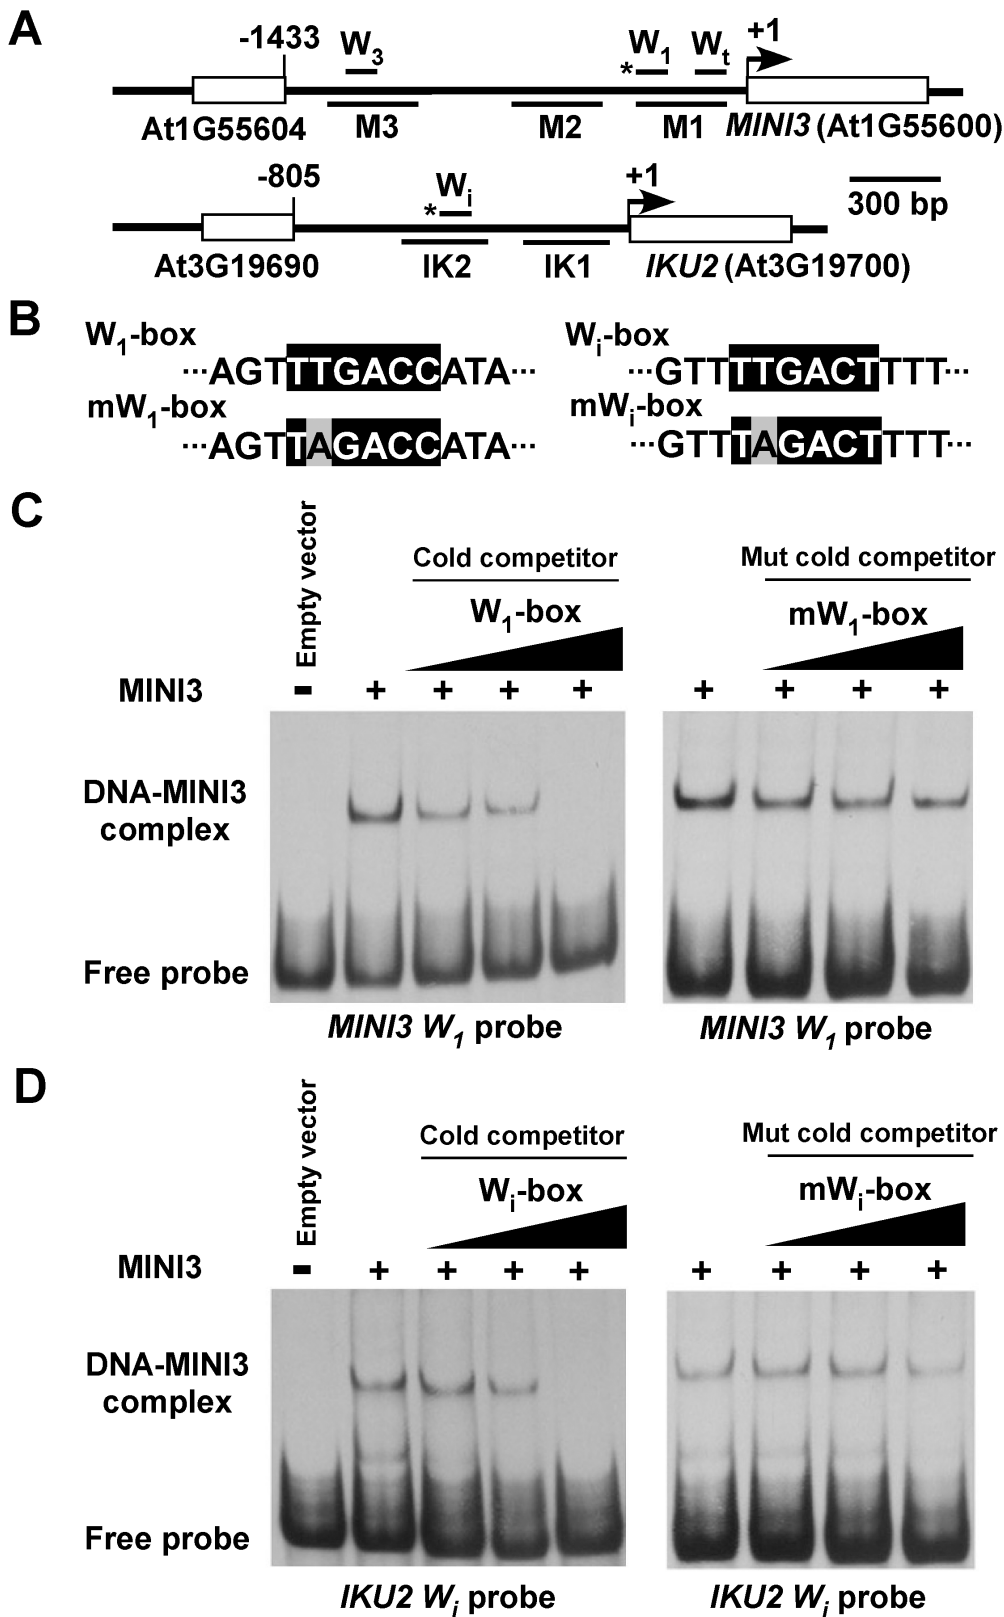 A
-1433 W3 * W1 Wt +1
At1G55604 M3 M2 M1 MINI3 (At1G55600)
-805 * Wi +1 300 bp
At3G19690 IK2 IK1 IKU2 (At3G19700)
B
W1-box
···AGTTTGACCATA···
mW1-box
···AGTTAGACCATA···
Wi-box
···GTTTTGACTTTT···
mWi-box
···GTTTAGACTTTT···
C
Empty vector
Cold competitor
W1-box
Mut cold competitor
mW1-box
MINI3 - + + + + + + + +
DNA-MINI3
complex
Free probe
MINI3 W1 probe
MINI3 W1 probe
D
Empty vector
Cold competitor
Wi-box
Mut cold competitor
mWi-box
MINI3 - + + + + + + + +
DNA-MINI3
complex
Free probe
IKU2 Wi probe
IKU2 Wi probe